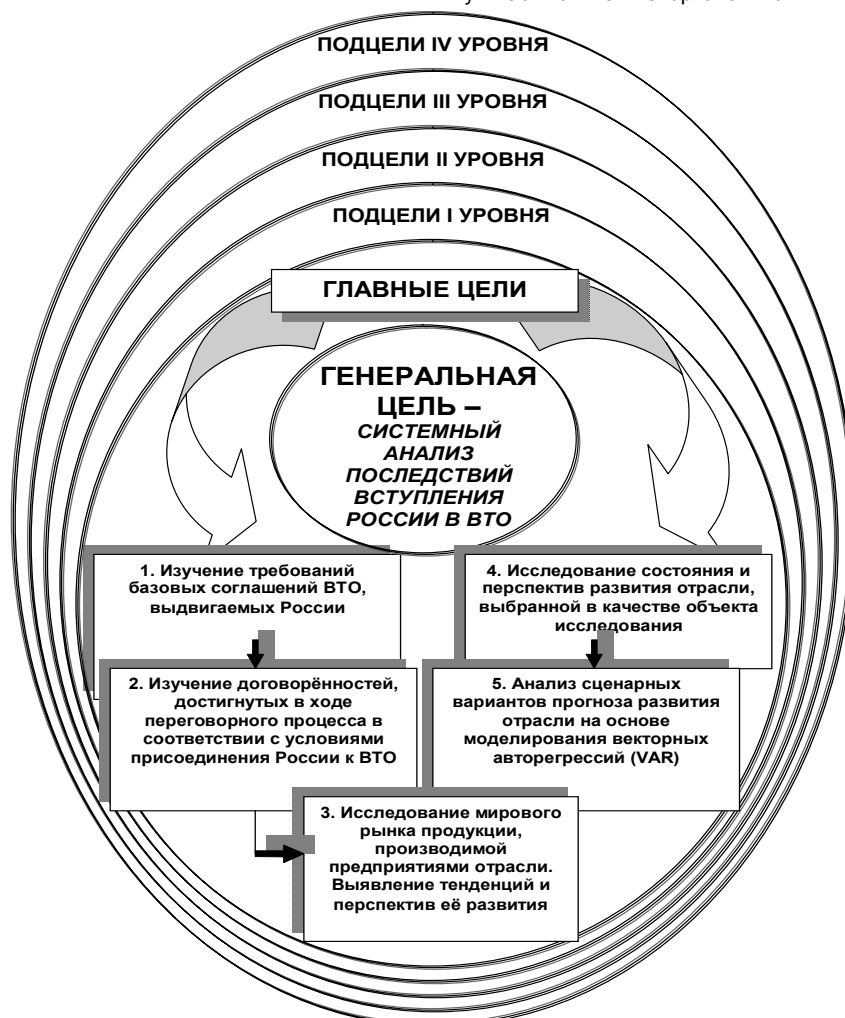 ПОДЦЕЛИ IV УРОВНЯ
ПОДЦЕЛИ III УРОВНЯ
ПОДЦЕЛИ II УРОВНЯ
ПОДЦЕЛИ I УРОВНЯ
ГЛАВНЫЕ ЦЕЛИ
ГЕНЕРАЛЬНАЯ
ЦЕЛЬ –
СИСТЕМНЫЙ
АНАЛИЗ
ПОСЛЕДСТВИЙ
ВСТУПЛЕНИЯ
РОССИИ В ВТО
1. Изучение требований
базовых соглашений ВТО,
выдвигаемых России
2. Изучение договорённостей,
достигнутых в ходе
переговорного процесса в
соответствии с условиями
присоединения России к ВТО
3. Исследование мирового
рынка продукции,
производимой
предприятиями отрасли.
Выявление тенденций и
перспектив её развития
4. Исследование состояния и
перспектив развития отрасли,
выбранной в качестве объекта
исследования
5. Анализ сценарных
вариантов прогноза развития
отрасли на основе
моделирования векторных
авторегрессий (VAR)